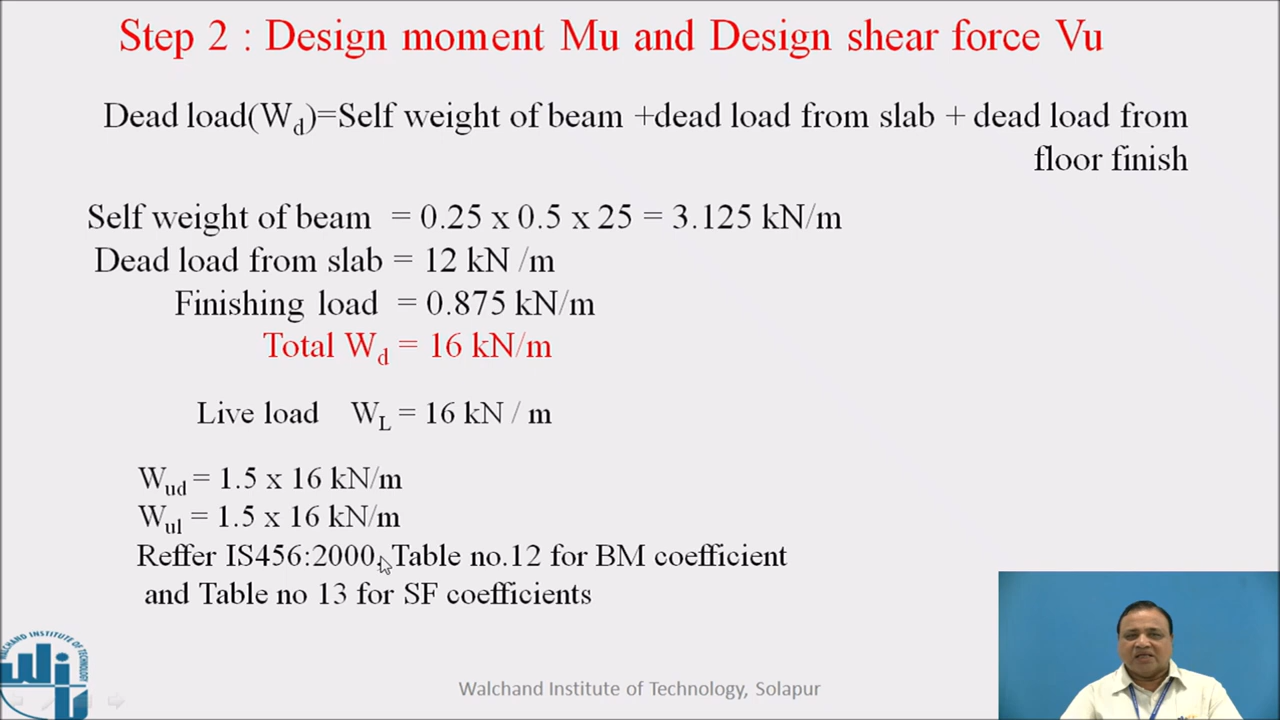 Step 2 : Design moment Mu and Design shear force Vu
Dead load(Wd)=Self weight of beam +dead load from slab + dead load from
floor finish
Self weight of beam = 0.25 x 0.5 x 25 = 3.125 kN/m
Dead load from slab = 12 kN /m
Finishing load = 0.875 kN/m
Total Wd = 16 kN/m
Live load WL = 16 kN / m
Wud = 1.5 x 16 kN/m
Wul = 1.5 x 16 kN/m
Reffer IS456:2000, Table no.12 for BM coefficient
and Table no 13 for SF coefficients
WALCHAND INSTITUTE OF TECHNOLOGY
Walchand Institute of Technology, Solapur